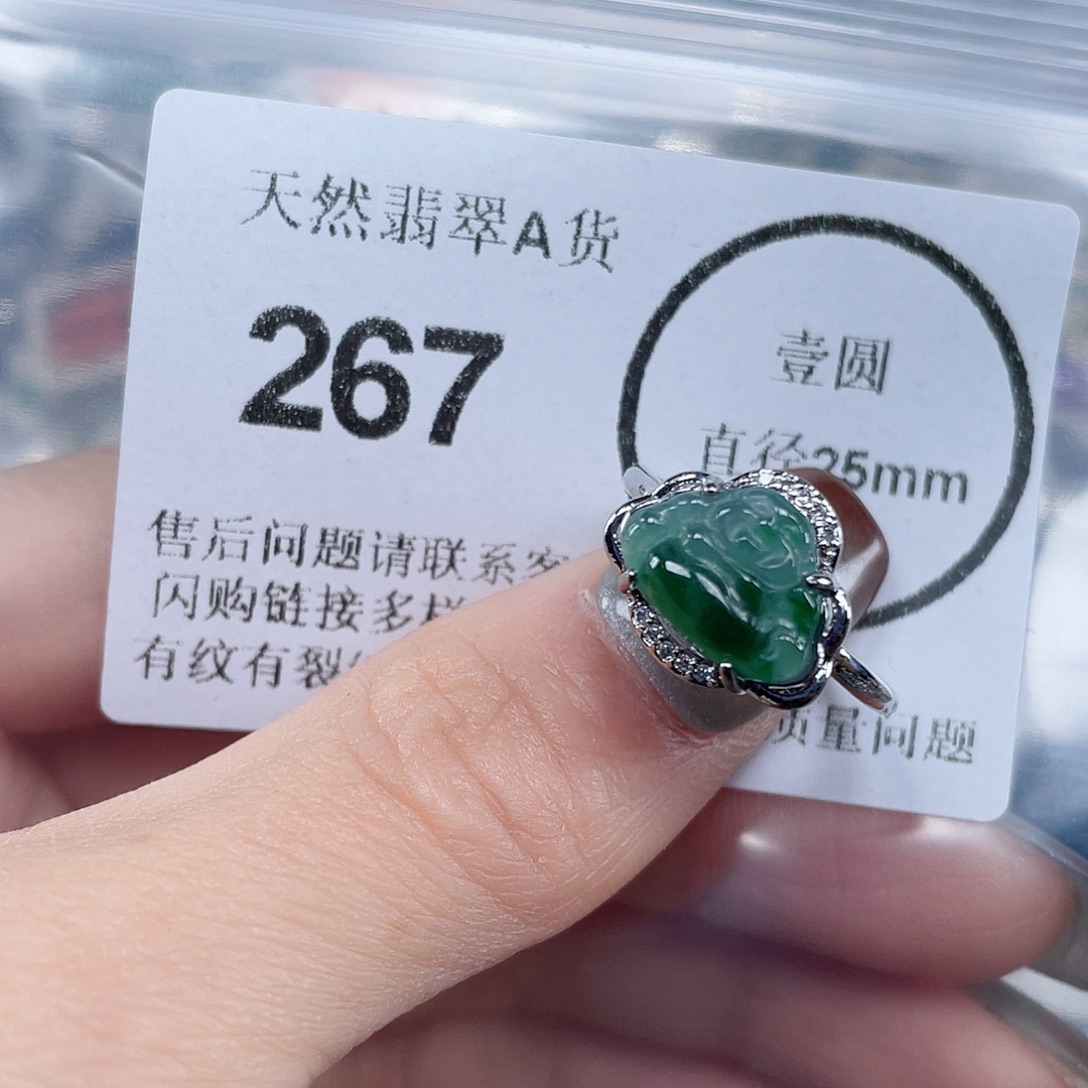 天然翡翠A货
267
壹圆
直径25mm
售后问题请联系客
闪购链接多样
有纹有裂
质量问题